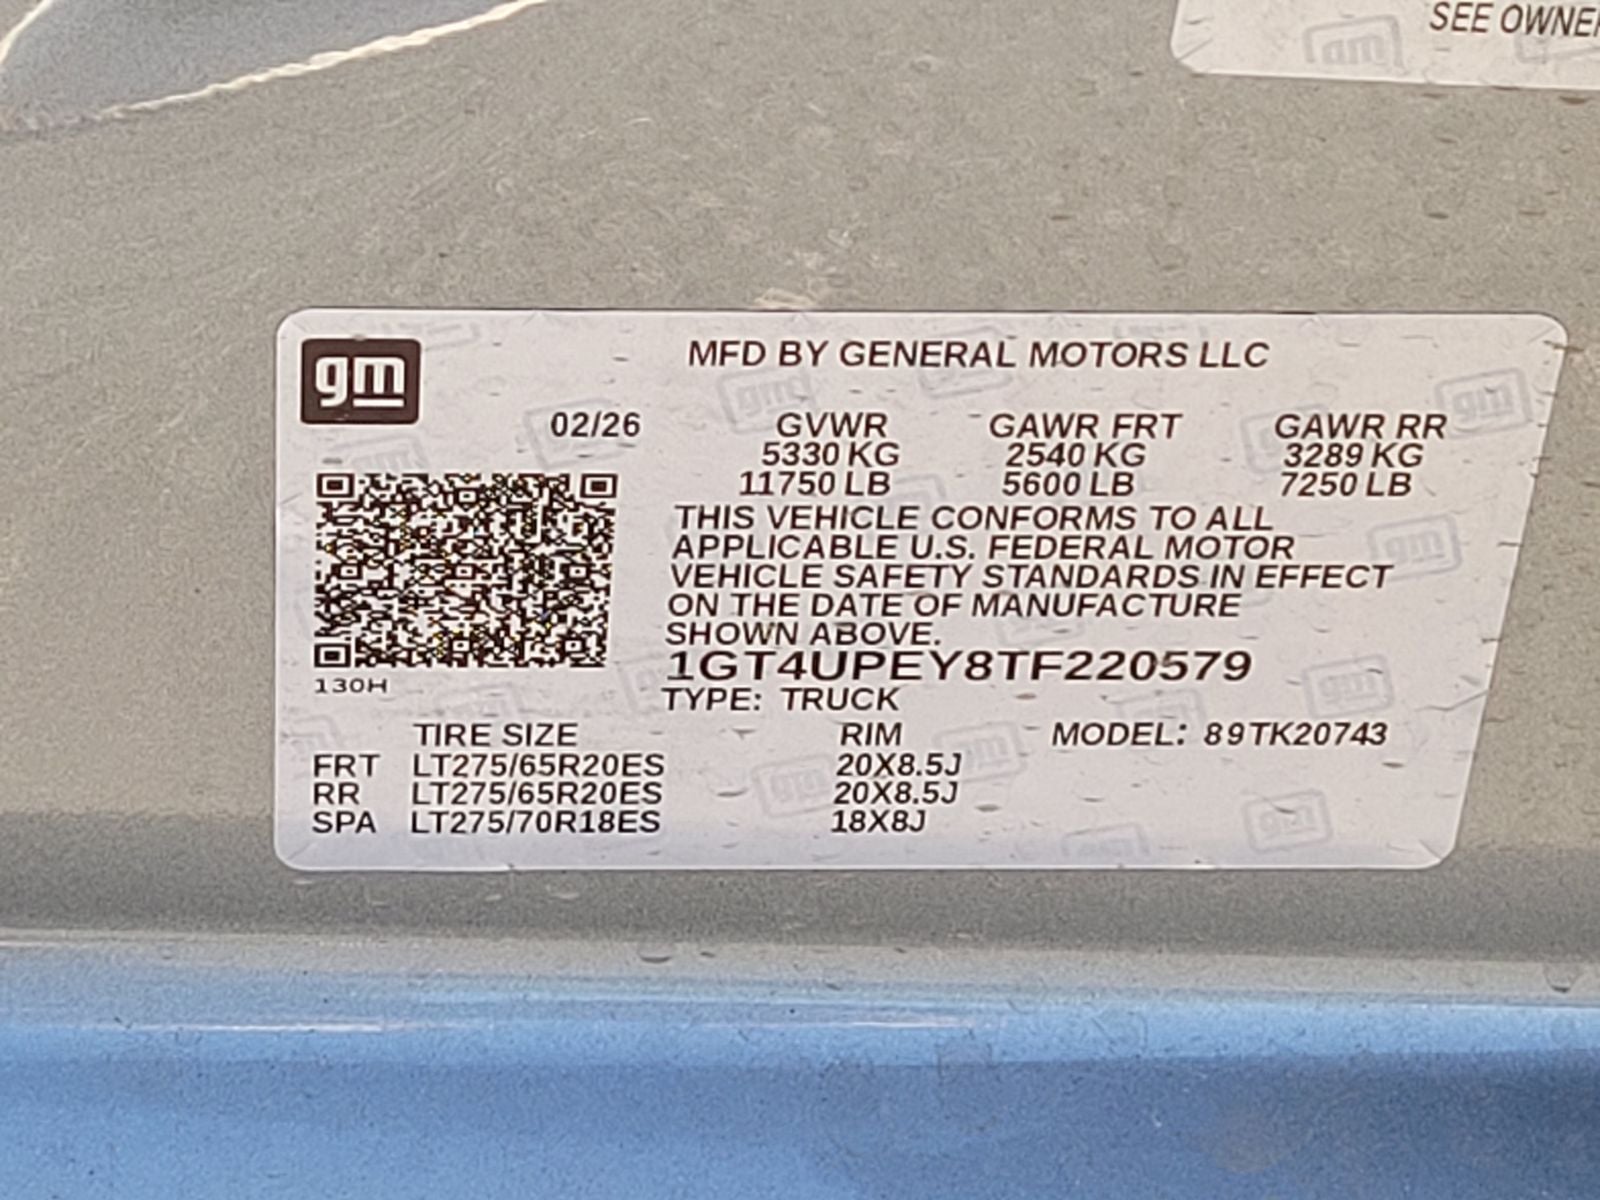 SEE OWNER
gm
MFD BY GENERAL MOTORS LLC
02/26
GVWR GAWR FRT GAWR RR
5330 KG 2540 KG 3289 KG
11750 LB 5600 LB 7250 LB
THIS VEHICLE CONFORMS TO ALL
APPLICABLE U.S. FEDERAL MOTOR
VEHICLE SAFETY STANDARDS IN EFFECT
ON THE DATE OF MANUFACTURE
SHOWN ABOVE.
1GT4UPEY8TF220579
130H
TYPE: TRUCK
TIRE SIZE RIM MODEL: 89TK20743
FRT LT275/65R20ES 20X8.5J
RR LT275/65R20ES 20X8.5J
SPA LT275/70R18ES 18X8J